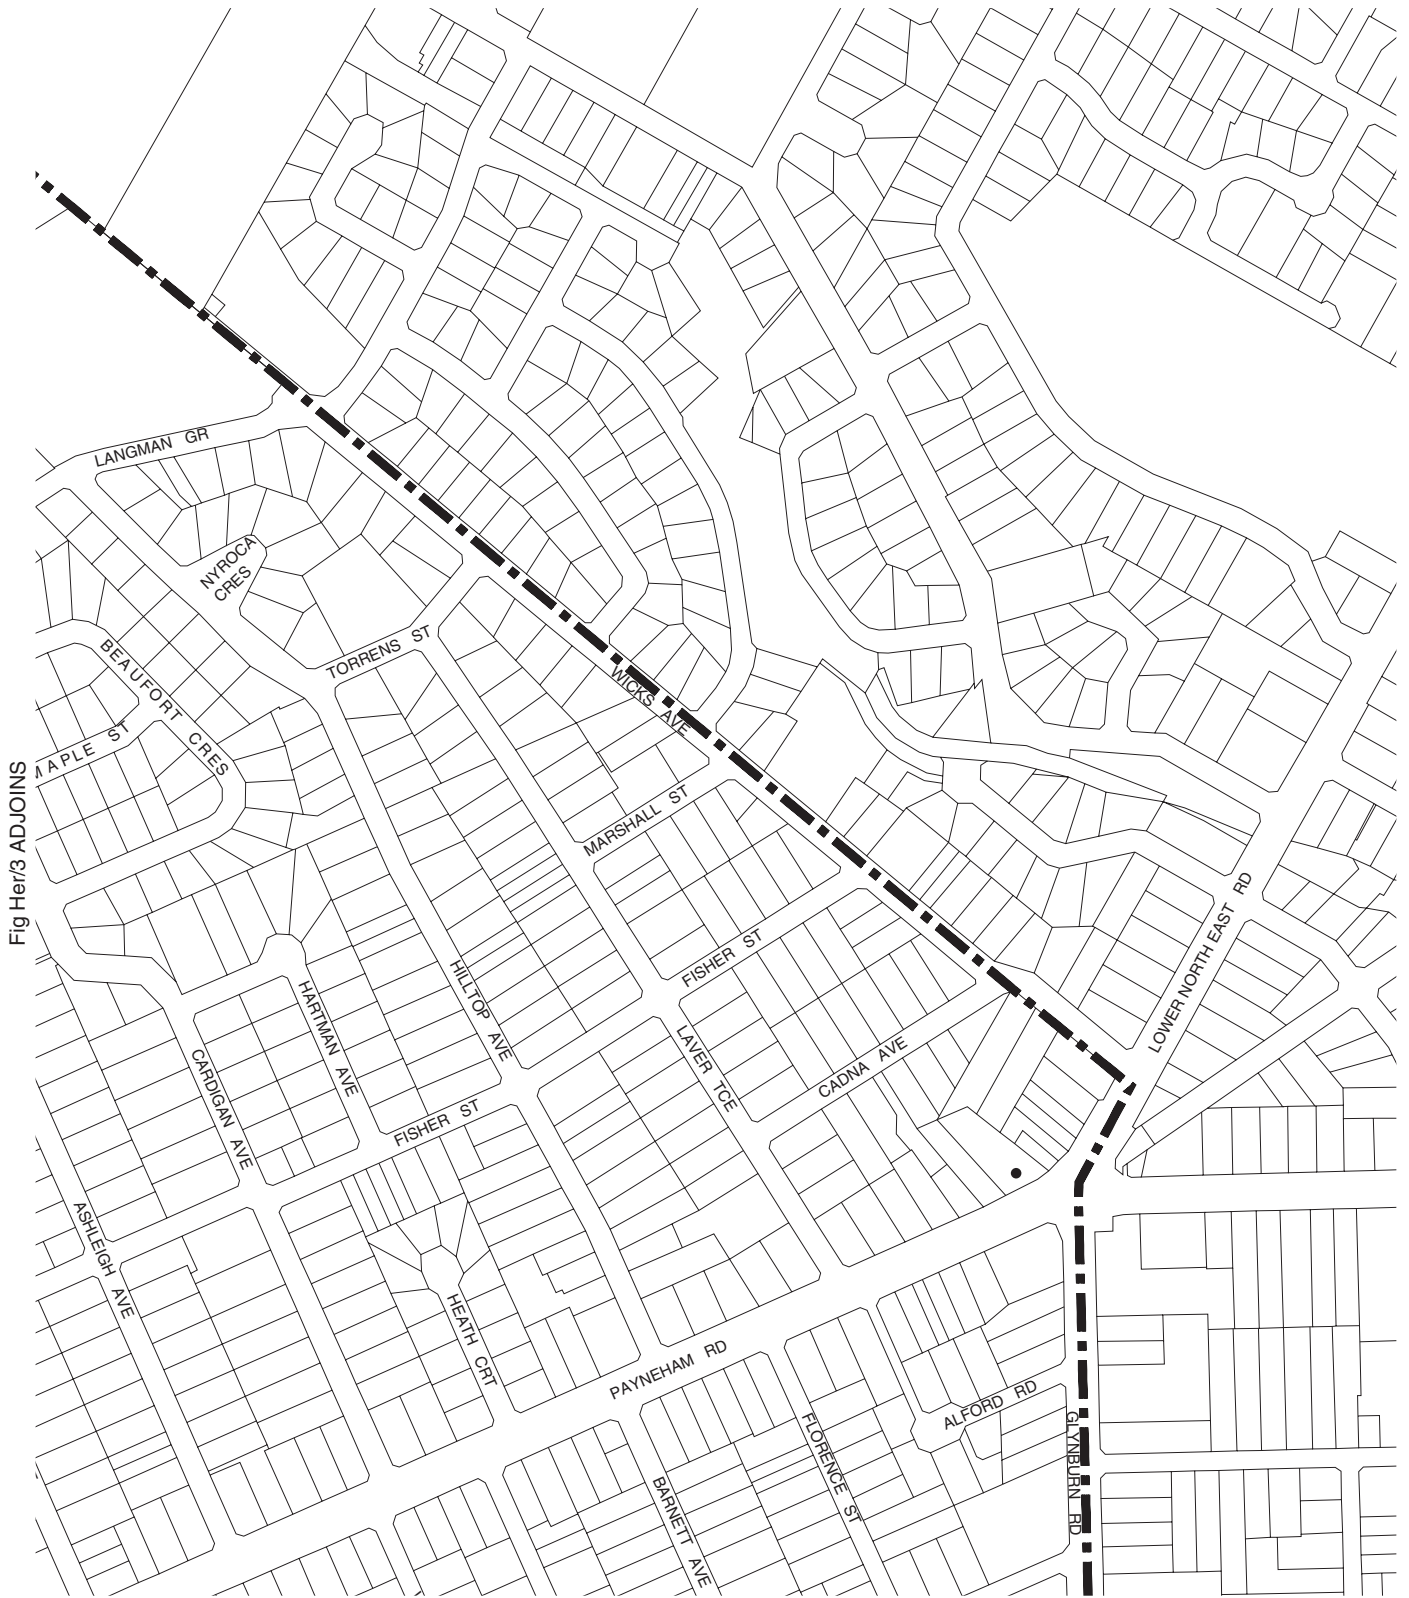 LANGMAN GR
NYROCA
CRES
BEAUFORT CRES
TORRENS ST
WICKS AVE
MAPLE ST
MARSHALL ST
Fig Her/3 ADJOINS
LOWER NORTH EAST RD
FISHER ST
HILLTOP AVE
HARTMAN AVE
LAVER TCE
CADNA AVE
CARDIGAN AVE
FISHER ST
ASHLEIGH AVE
HEATH CRT
PAYNEHAM RD
ALFORD RD
FLORENCE ST
GLYNBURN RD
BARNETT AVE